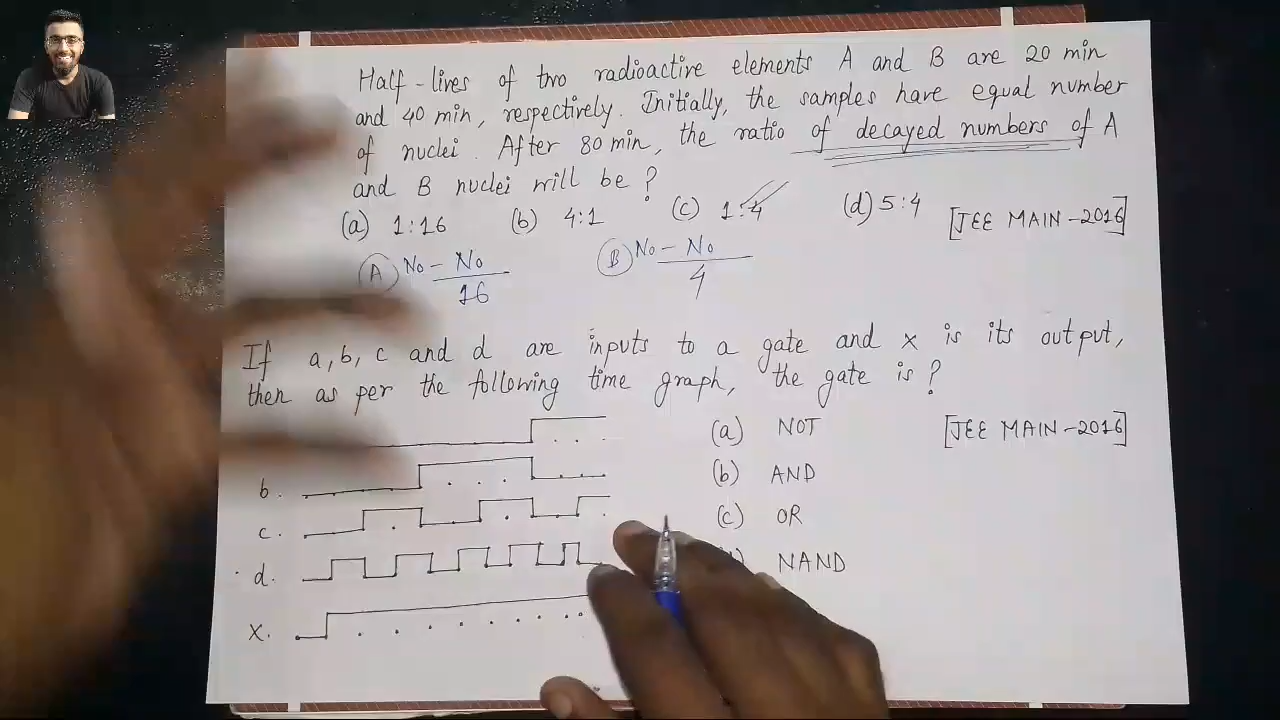 Half-lives of two radioactive elements A and B are 20 min
and 40 min, respectively. Initially, the samples have equal number
of nuclei. After 80 min, the ratio of decayed numbers of A
and B nuclei will be ?
(a) 1:16 (b) 4:1 (c) 1:4 (d) 5:4 [JEE MAIN-2016]
(A) No - No/16 (B) No - No/4
If a, b, c and d are inputs to a gate and x is its output,
then as per the following time graph, the gate is ?
(a) NOT [JEE MAIN-2016]
b. (b) AND
c. (c) OR
d. NAND
x.